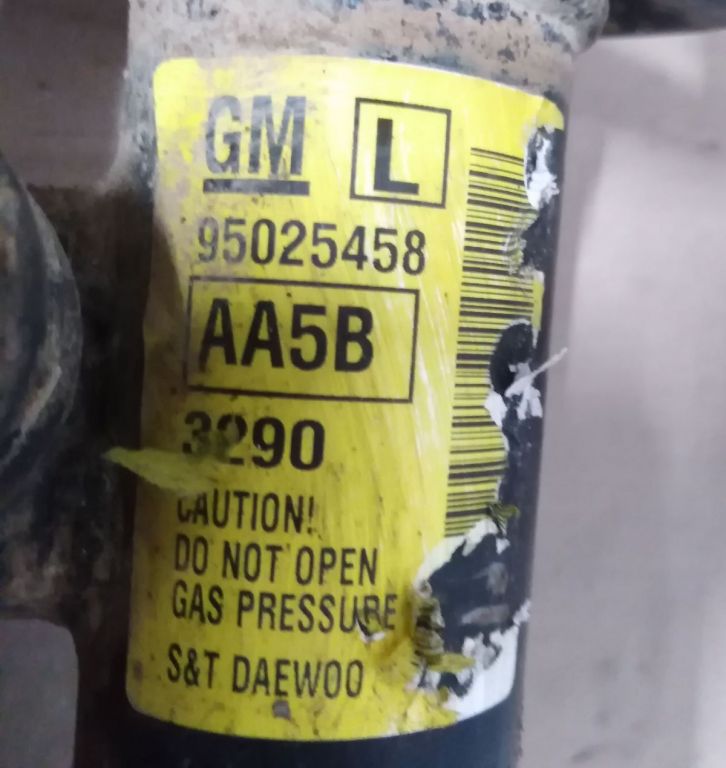 GM L
95025458
AA5B
3290
CAUTION!
DO NOT OPEN
GAS PRESSURE
S&T DAEWOO